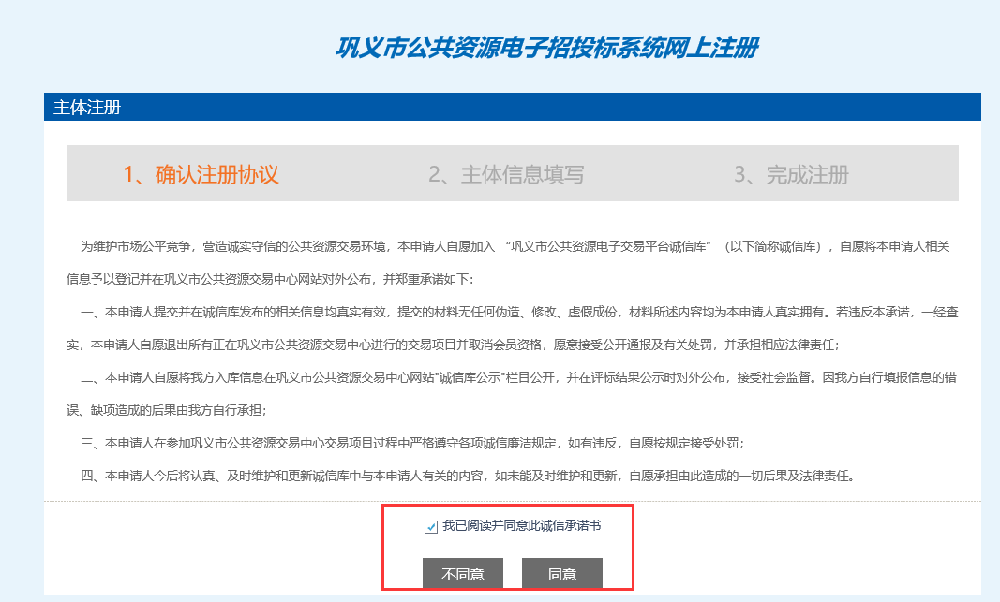 巩义市公共资源电子招投标系统网上注册
主体注册
1、确认注册协议 2、主体信息填写 3、完成注册
为维护市场公平竞争，营造诚实守信的公共资源交易环境，本申请人自愿加入 “巩义市公共资源电子交易平台诚信库”（以下简称诚信库），自愿将本申请人相关
信息予以登记并在巩义市公共资源交易中心网站对外公布，并郑重承诺如下：
一、本申请人提交并在诚信库发布的相关信息均真实有效，提交的材料无任何伪造、修改、虚假成份，材料所述内容均为本申请人真实拥有。若违反本承诺，一经查
实，本申请人自愿退出所有正在巩义市公共资源交易中心进行的交易项目并取消会员资格，愿意接受公开通报及有关处罚，并承担相应法律责任；
二、本申请人自愿将我方入库信息在巩义市公共资源交易中心网站"诚信库公示"栏目公开，并在评标结果公示时对外公布，接受社会监督。因我方自行填报信息的错
误、缺项造成的后果由我方自行承担；
三、本申请人在参加巩义市公共资源交易中心交易项目过程中严格遵守各项诚信廉洁规定，如有违反，自愿按规定接受处罚；
四、本申请人今后将认真、及时维护和更新诚信库中与本申请人有关的内容，如未能及时维护和更新，自愿承担由此造成的一切后果及法律责任。
我已阅读并同意此诚信承诺书
不同意 同意